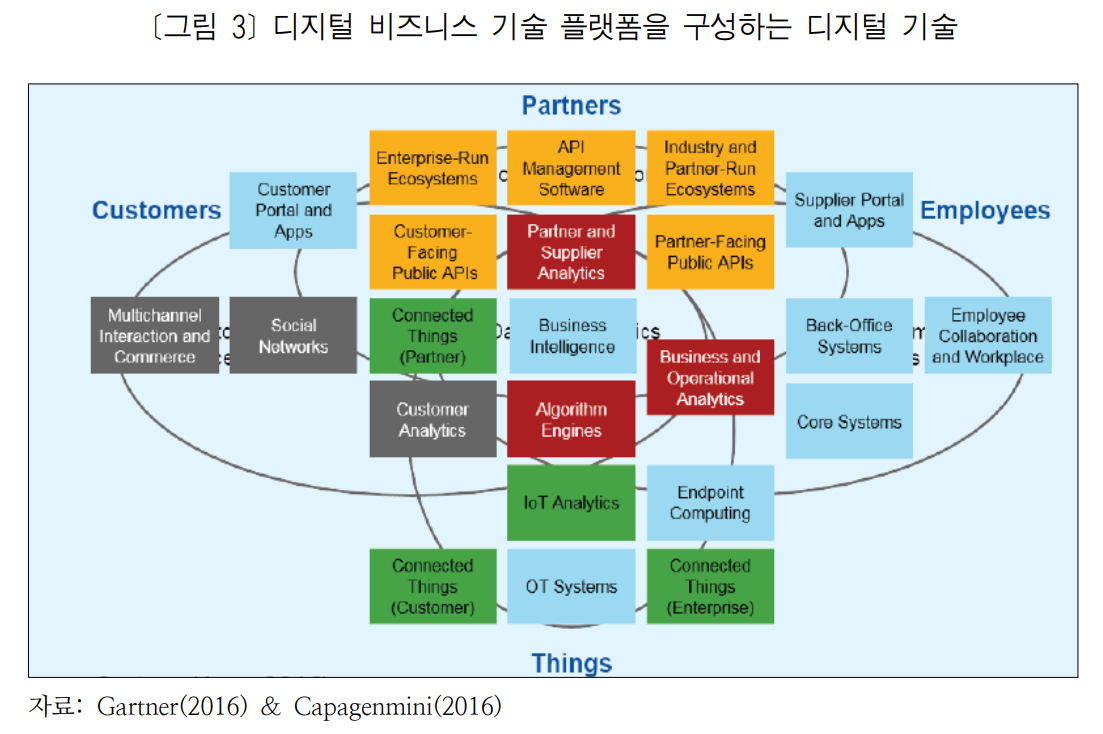 〔그림 3〕 디지털 비즈니스 기술 플랫폼을 구성하는 디지털 기술
Partners
Enterprise-Run
Ecosystems
API
Management
Software
Industry and
Partner-Run
Ecosystems
Customers
Customer
Portal and
Apps
Supplier Portal
and Apps
Employees
Customer-
Facing
Public APIs
Partner and
Supplier
Analytics
Partner-Facing
Public APIs
Multichannel
Interaction and
Commerce
Social
Networks
Connected
Things
(Partner)
Business
Intelligence
Business and
Operational
Analytics
Back-Office
Systems
Employee
Collaboration
and Workplace
Customer
Analytics
Algorithm
Engines
Core Systems
IoT Analytics
Endpoint
Computing
Connected
Things
(Customer)
OT Systems
Connected
Things
(Enterprise)
Things
자료: Gartner(2016) & Capagenmini(2016)